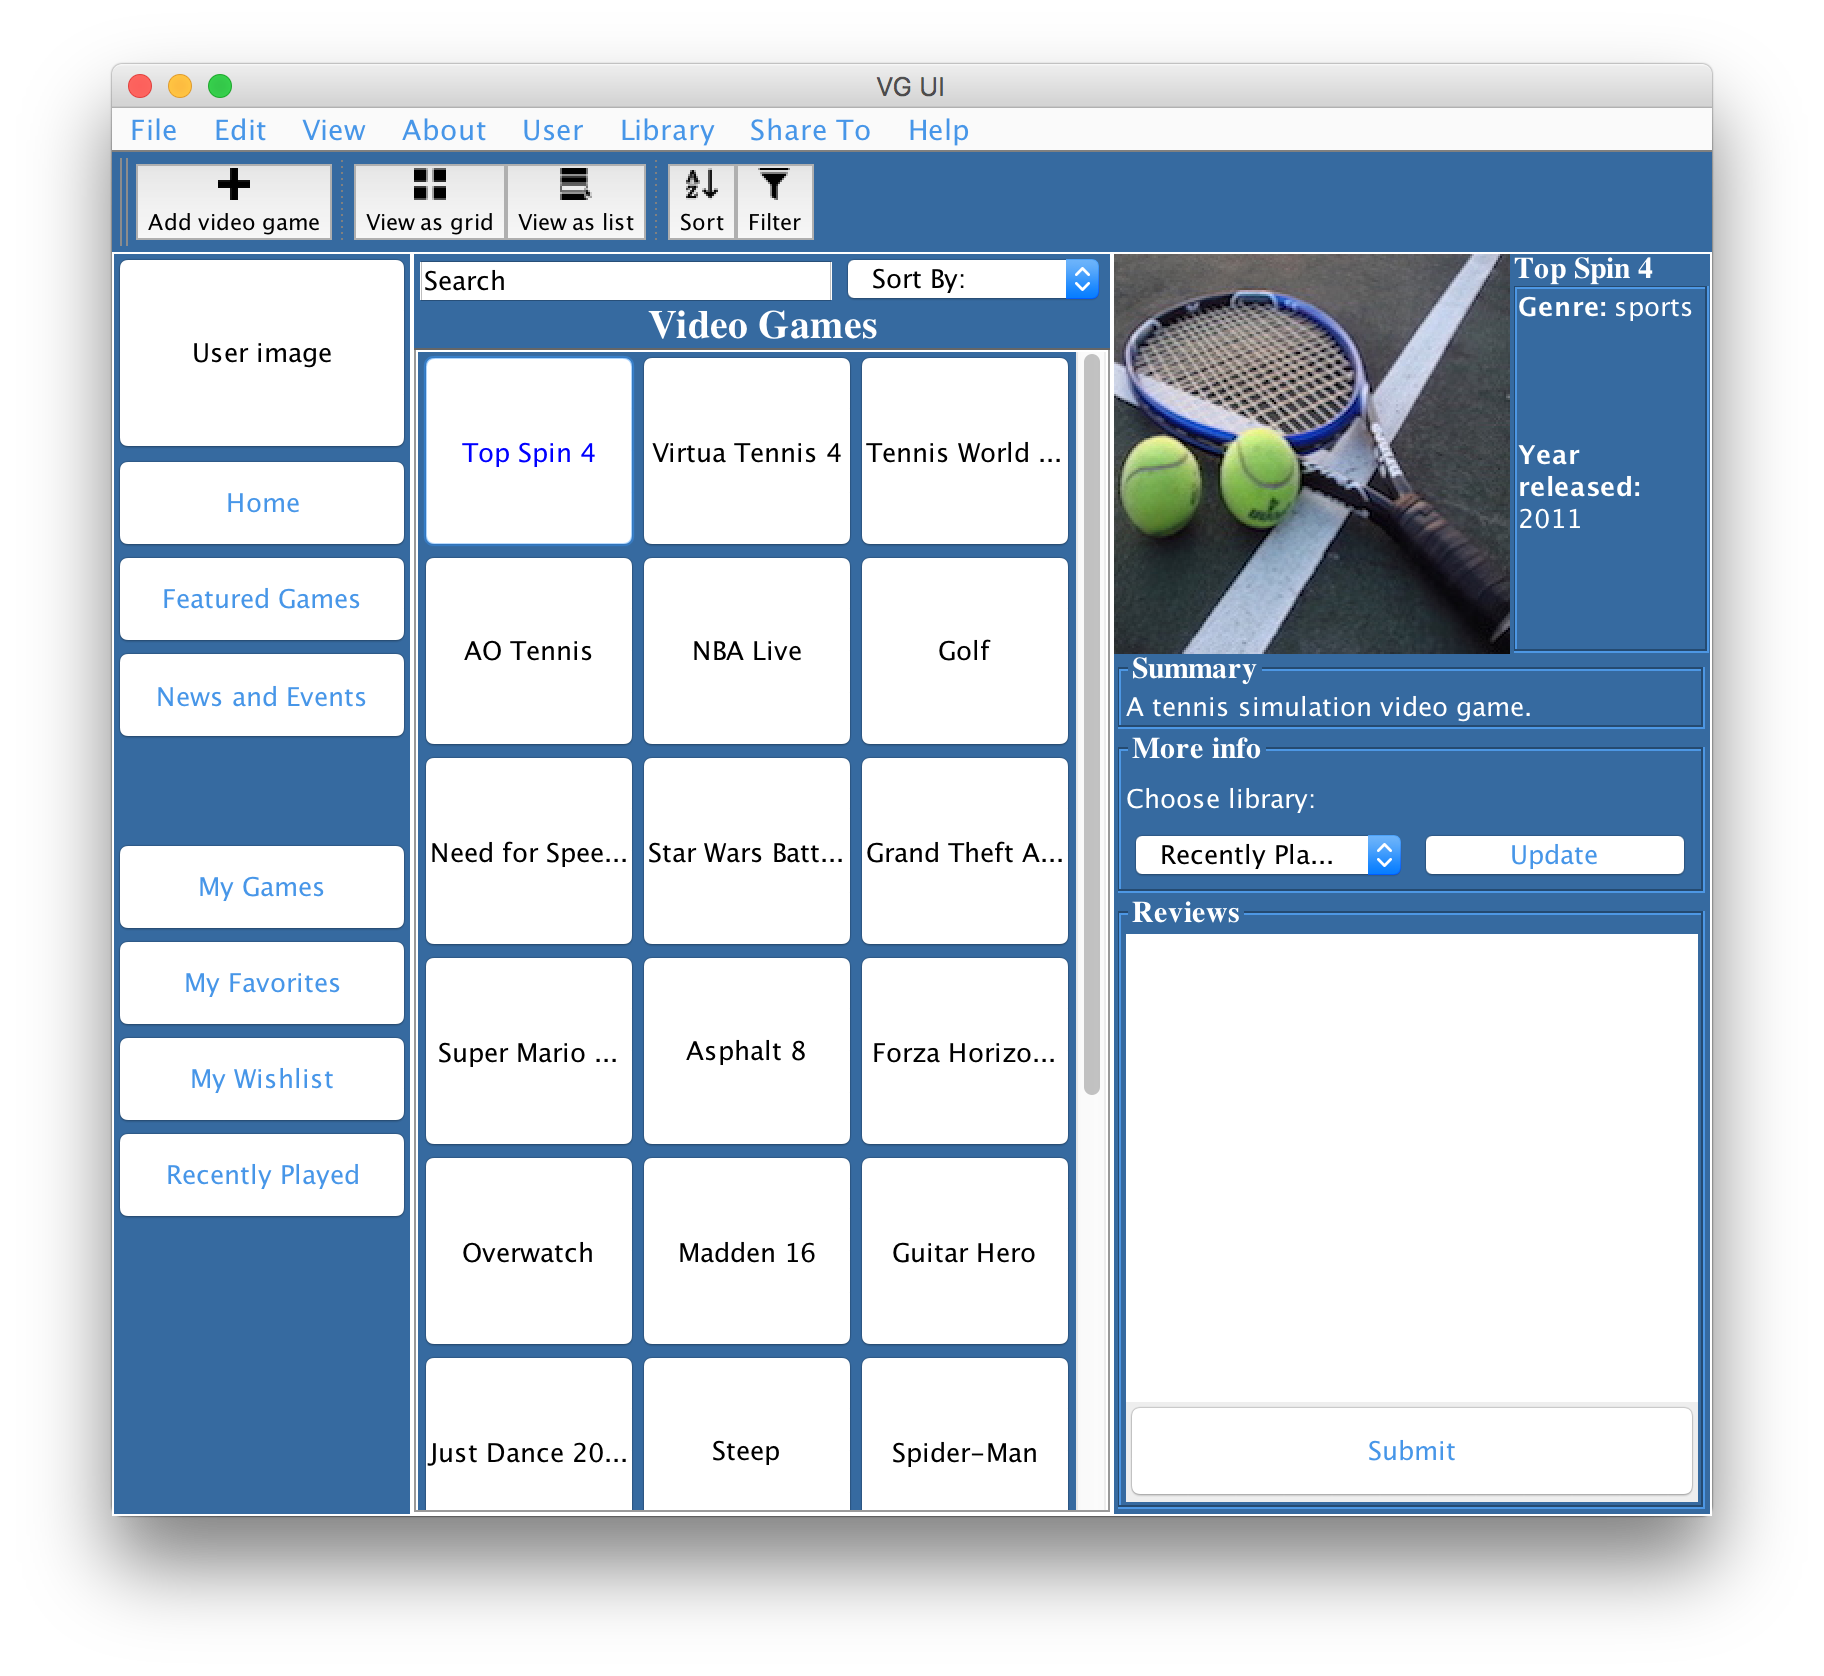 VG UI
File Edit View About User Library Share To Help
Add video game View as grid View as list Sort Filter
User image
Home
Featured Games
News and Events
My Games
My Favorites
My Wishlist
Recently Played
Search Sort By:
Video Games
Top Spin 4 Virtua Tennis 4 Tennis World ...
AO Tennis NBA Live Golf
Need for Spee... Star Wars Batt... Grand Theft A...
Super Mario ... Asphalt 8 Forza Horizo...
Overwatch Madden 16 Guitar Hero
Just Dance 20... Steep Spider-Man
Top Spin 4
Genre: sports
Year
released:
2011
Summary
A tennis simulation video game.
More info
Choose library:
Recently Pla... Update
Reviews
Submit